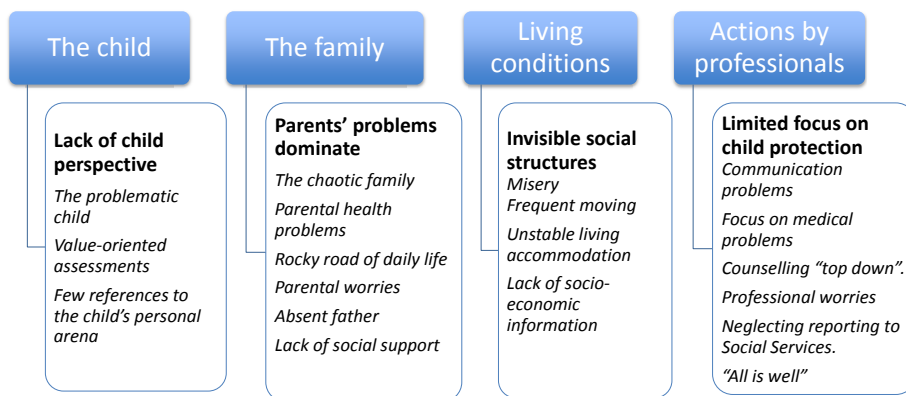 The child
Lack of child
perspective
The problematic
child
Value-oriented
assessments
Few references to
the child's personal
arena
The family
Parents' problems
dominate
The chaotic family
Parental health
problems
Rocky road of daily life
Parental worries
Absent father
Lack of social support
Living
conditions
Invisible social
structures
Misery
Frequent moving
Unstable living
accommodation
Lack of socio-
economic
information
Actions by
professionals
Limited focus on
child protection
Communication
problems
Focus on medical
problems
Counselling “top down”.
Professional worries
Neglecting reporting to
Social Services.
“All is well”